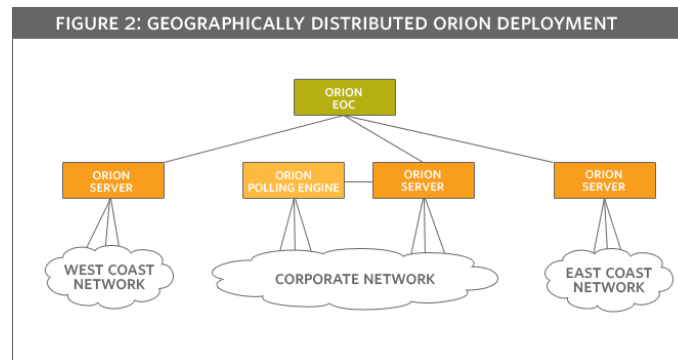 FIGURE 2: GEOGRAPHICALLY DISTRIBUTED ORION DEPLOYMENT
ORION
EOC
ORION
SERVER
ORION
POLLING ENGINE
ORION
SERVER
ORION
SERVER
WEST COAST
NETWORK
CORPORATE NETWORK
EAST COAST
NETWORK